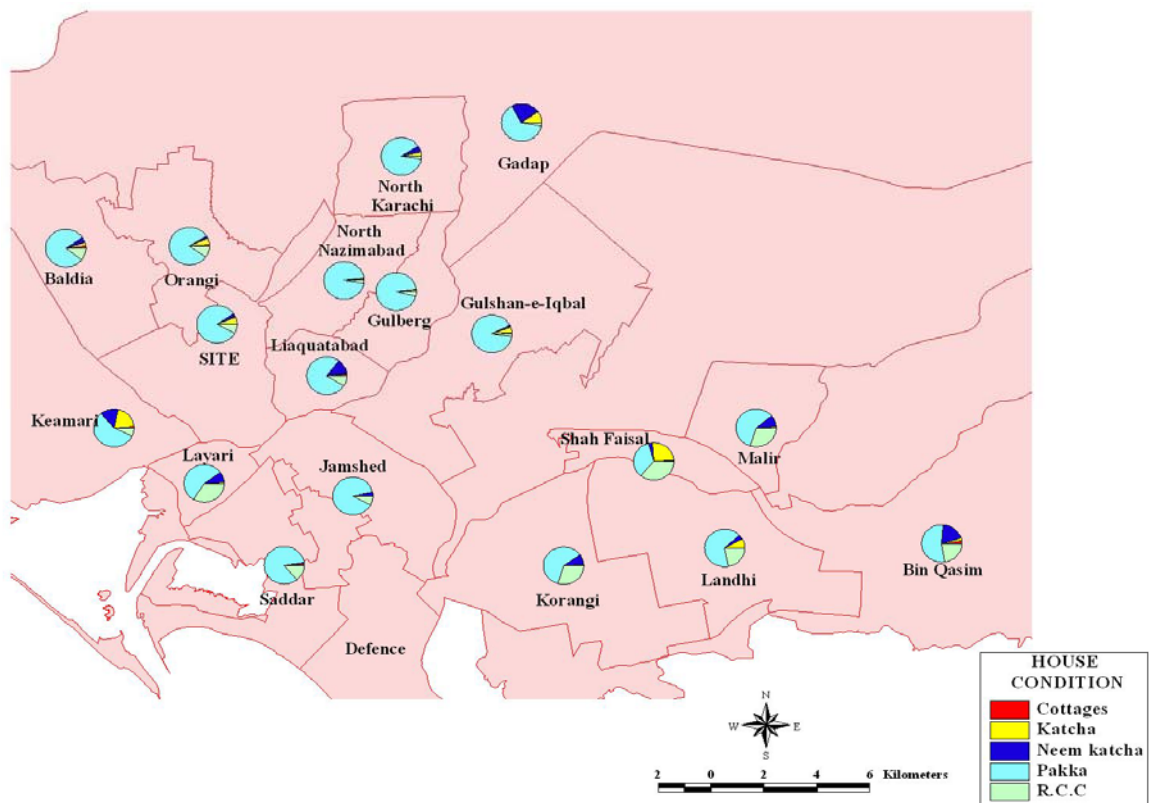 Gadap
North
Karachi
North
Nazimabad
Baldia
Orangi
Gulshan-e-Iqbal
Gulberg
SITE
Liaquatabad
Keamari
Shah Faisal
Malir
Layari
Jamshed
Bin Qasim
Landhi
Korangi
Saddar
Defence
HOUSE
CONDITION
Cottages
Katcha
Neem katcha
Pakka
R.C.C
N
W E
S
2 0 2 4 6 Kilometers